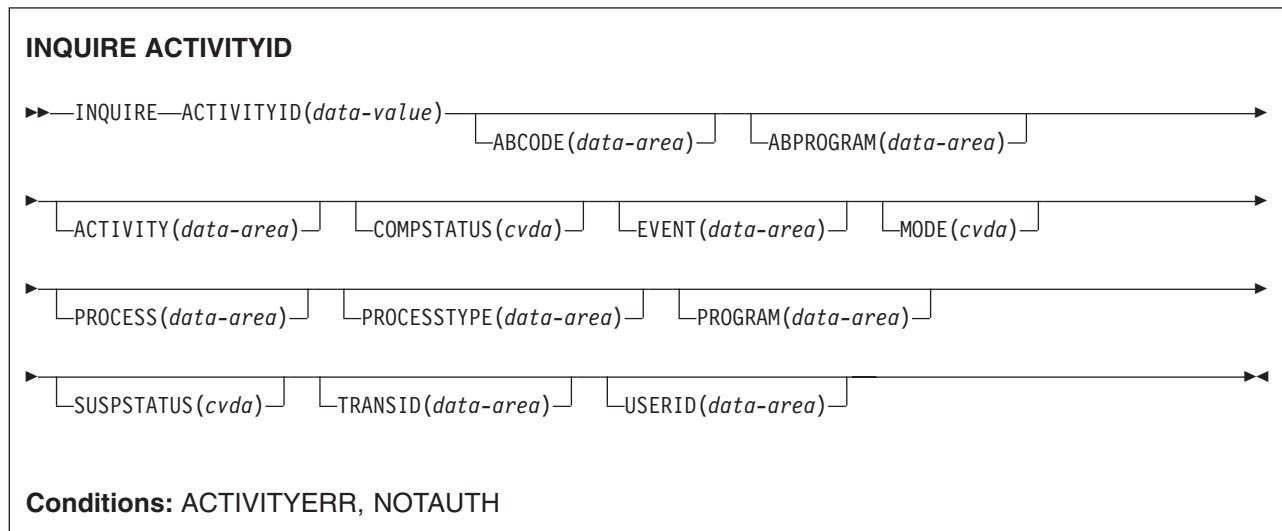 INQUIRE ACTIVITYID
INQUIRE ACTIVITYID(data-value)
ABCODE(data-area) ABPROGRAM(data-area)
ACTIVITY(data-area) COMPSTATUS(cvda) EVENT(data-area) MODE(cvda)
PROCESS(data-area) PROCESSTYPE(data-area) PROGRAM(data-area)
SUSPSTATUS(cvda) TRANSID(data-area) USERID(data-area)
Conditions: ACTIVITYERR, NOTAUTH